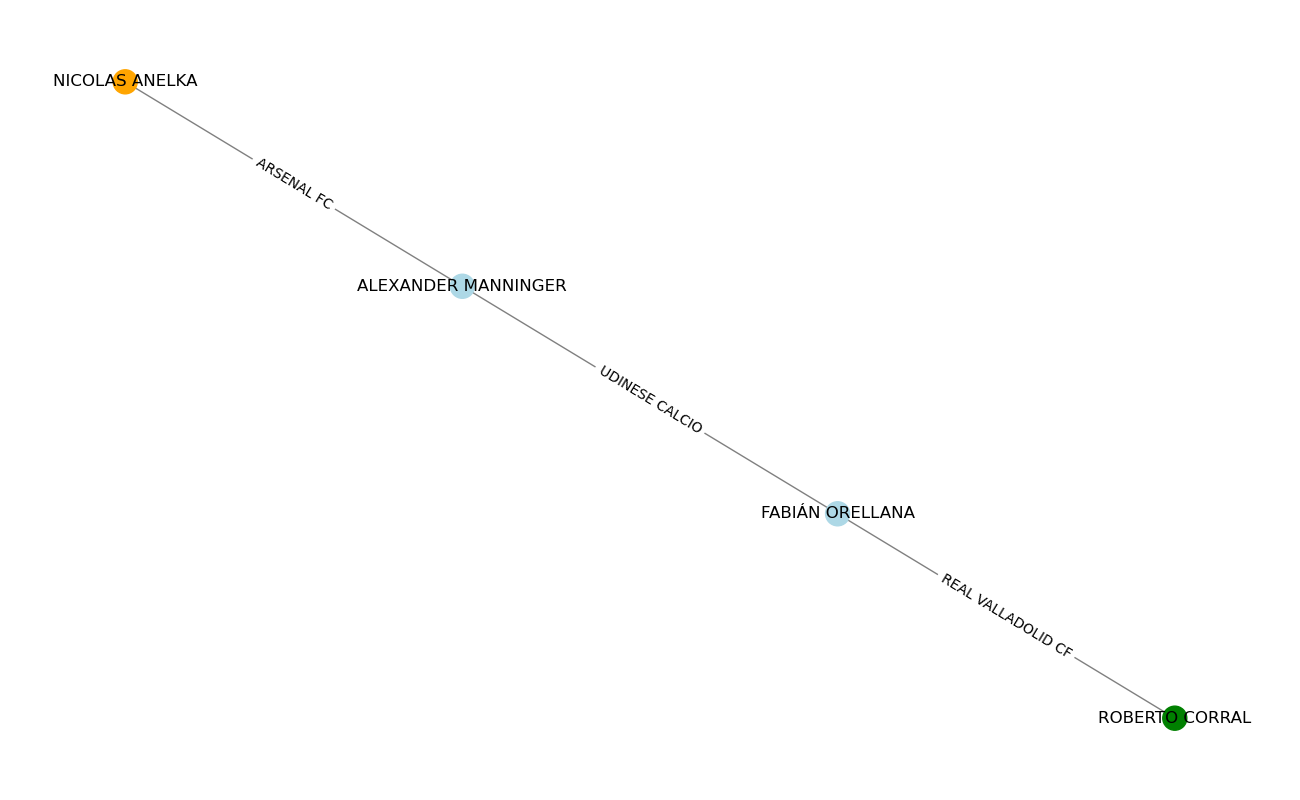 NICOLAS ANELKA
ARSENAL FC
ALEXANDER MANNINGER
UDINESE CALCIO
FABIÁN ORELLANA
REAL VALLADOLID CF
ROBERTO CORRAL